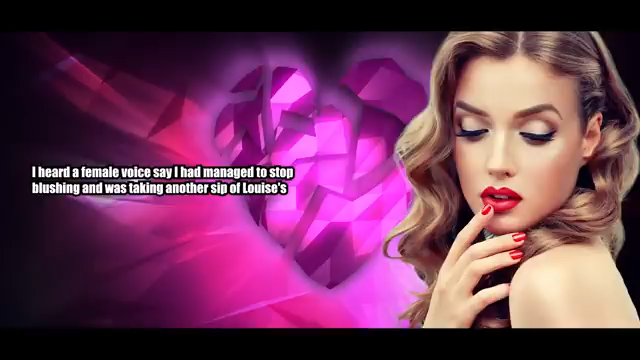 I heard a female voice say I had managed to stop
blushing and was taking another sip of Louise's